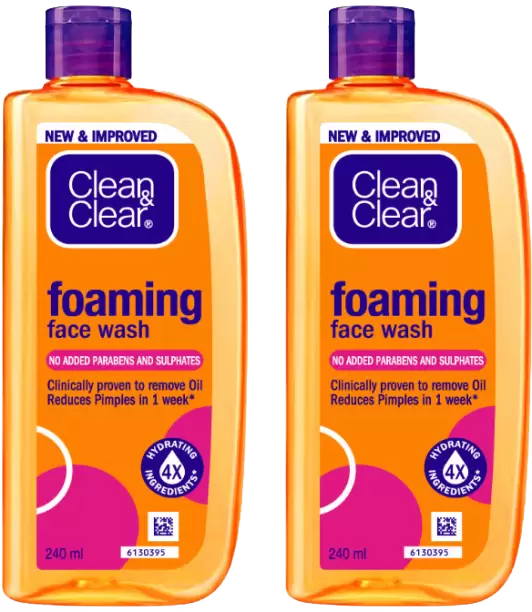 NEW & IMPROVED
Clean
&
Clear®
foaming
face wash
NO ADDED PARABENS AND SULPHATES
Clinically proven to remove Oil
Reduces Pimples in 1 week*
HYDRATING
4X
INGREDIENTS*
240 ml
6130395
NEW & IMPROVED
Clean
&
Clear®
foaming
face wash
NO ADDED PARABENS AND SULPHATES
Clinically proven to remove Oil
Reduces Pimples in 1 week*
HYDRATING
4X
INGREDIENTS*
240 ml
6130395